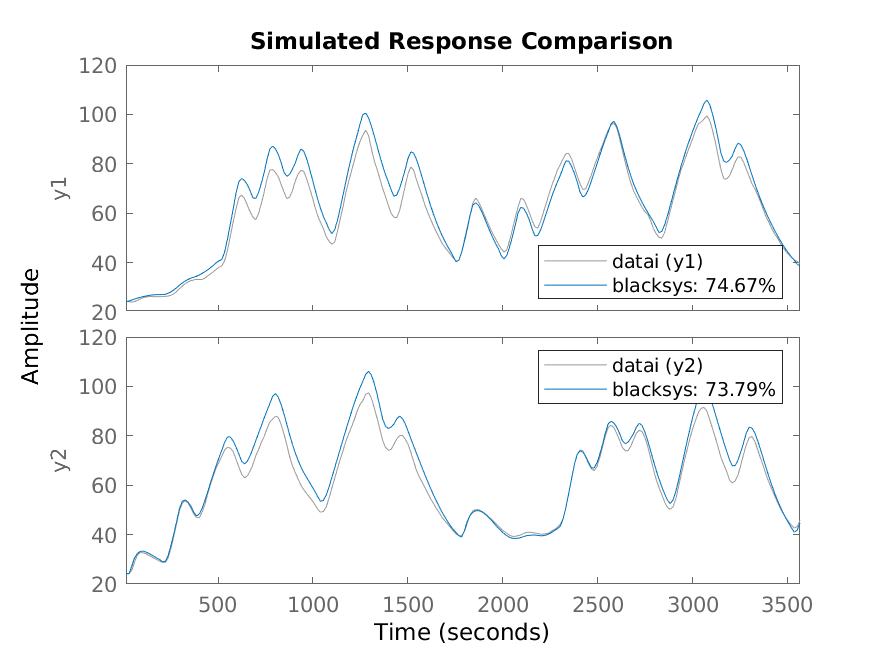 Simulated Response Comparison
120
100
80
60
40
20
y1
datai (y1)
blacksys: 74.67%
Amplitude
120
100
80
60
40
20
y2
datai (y2)
blacksys: 73.79%
500 1000 1500 2000 2500 3000 3500
Time (seconds)